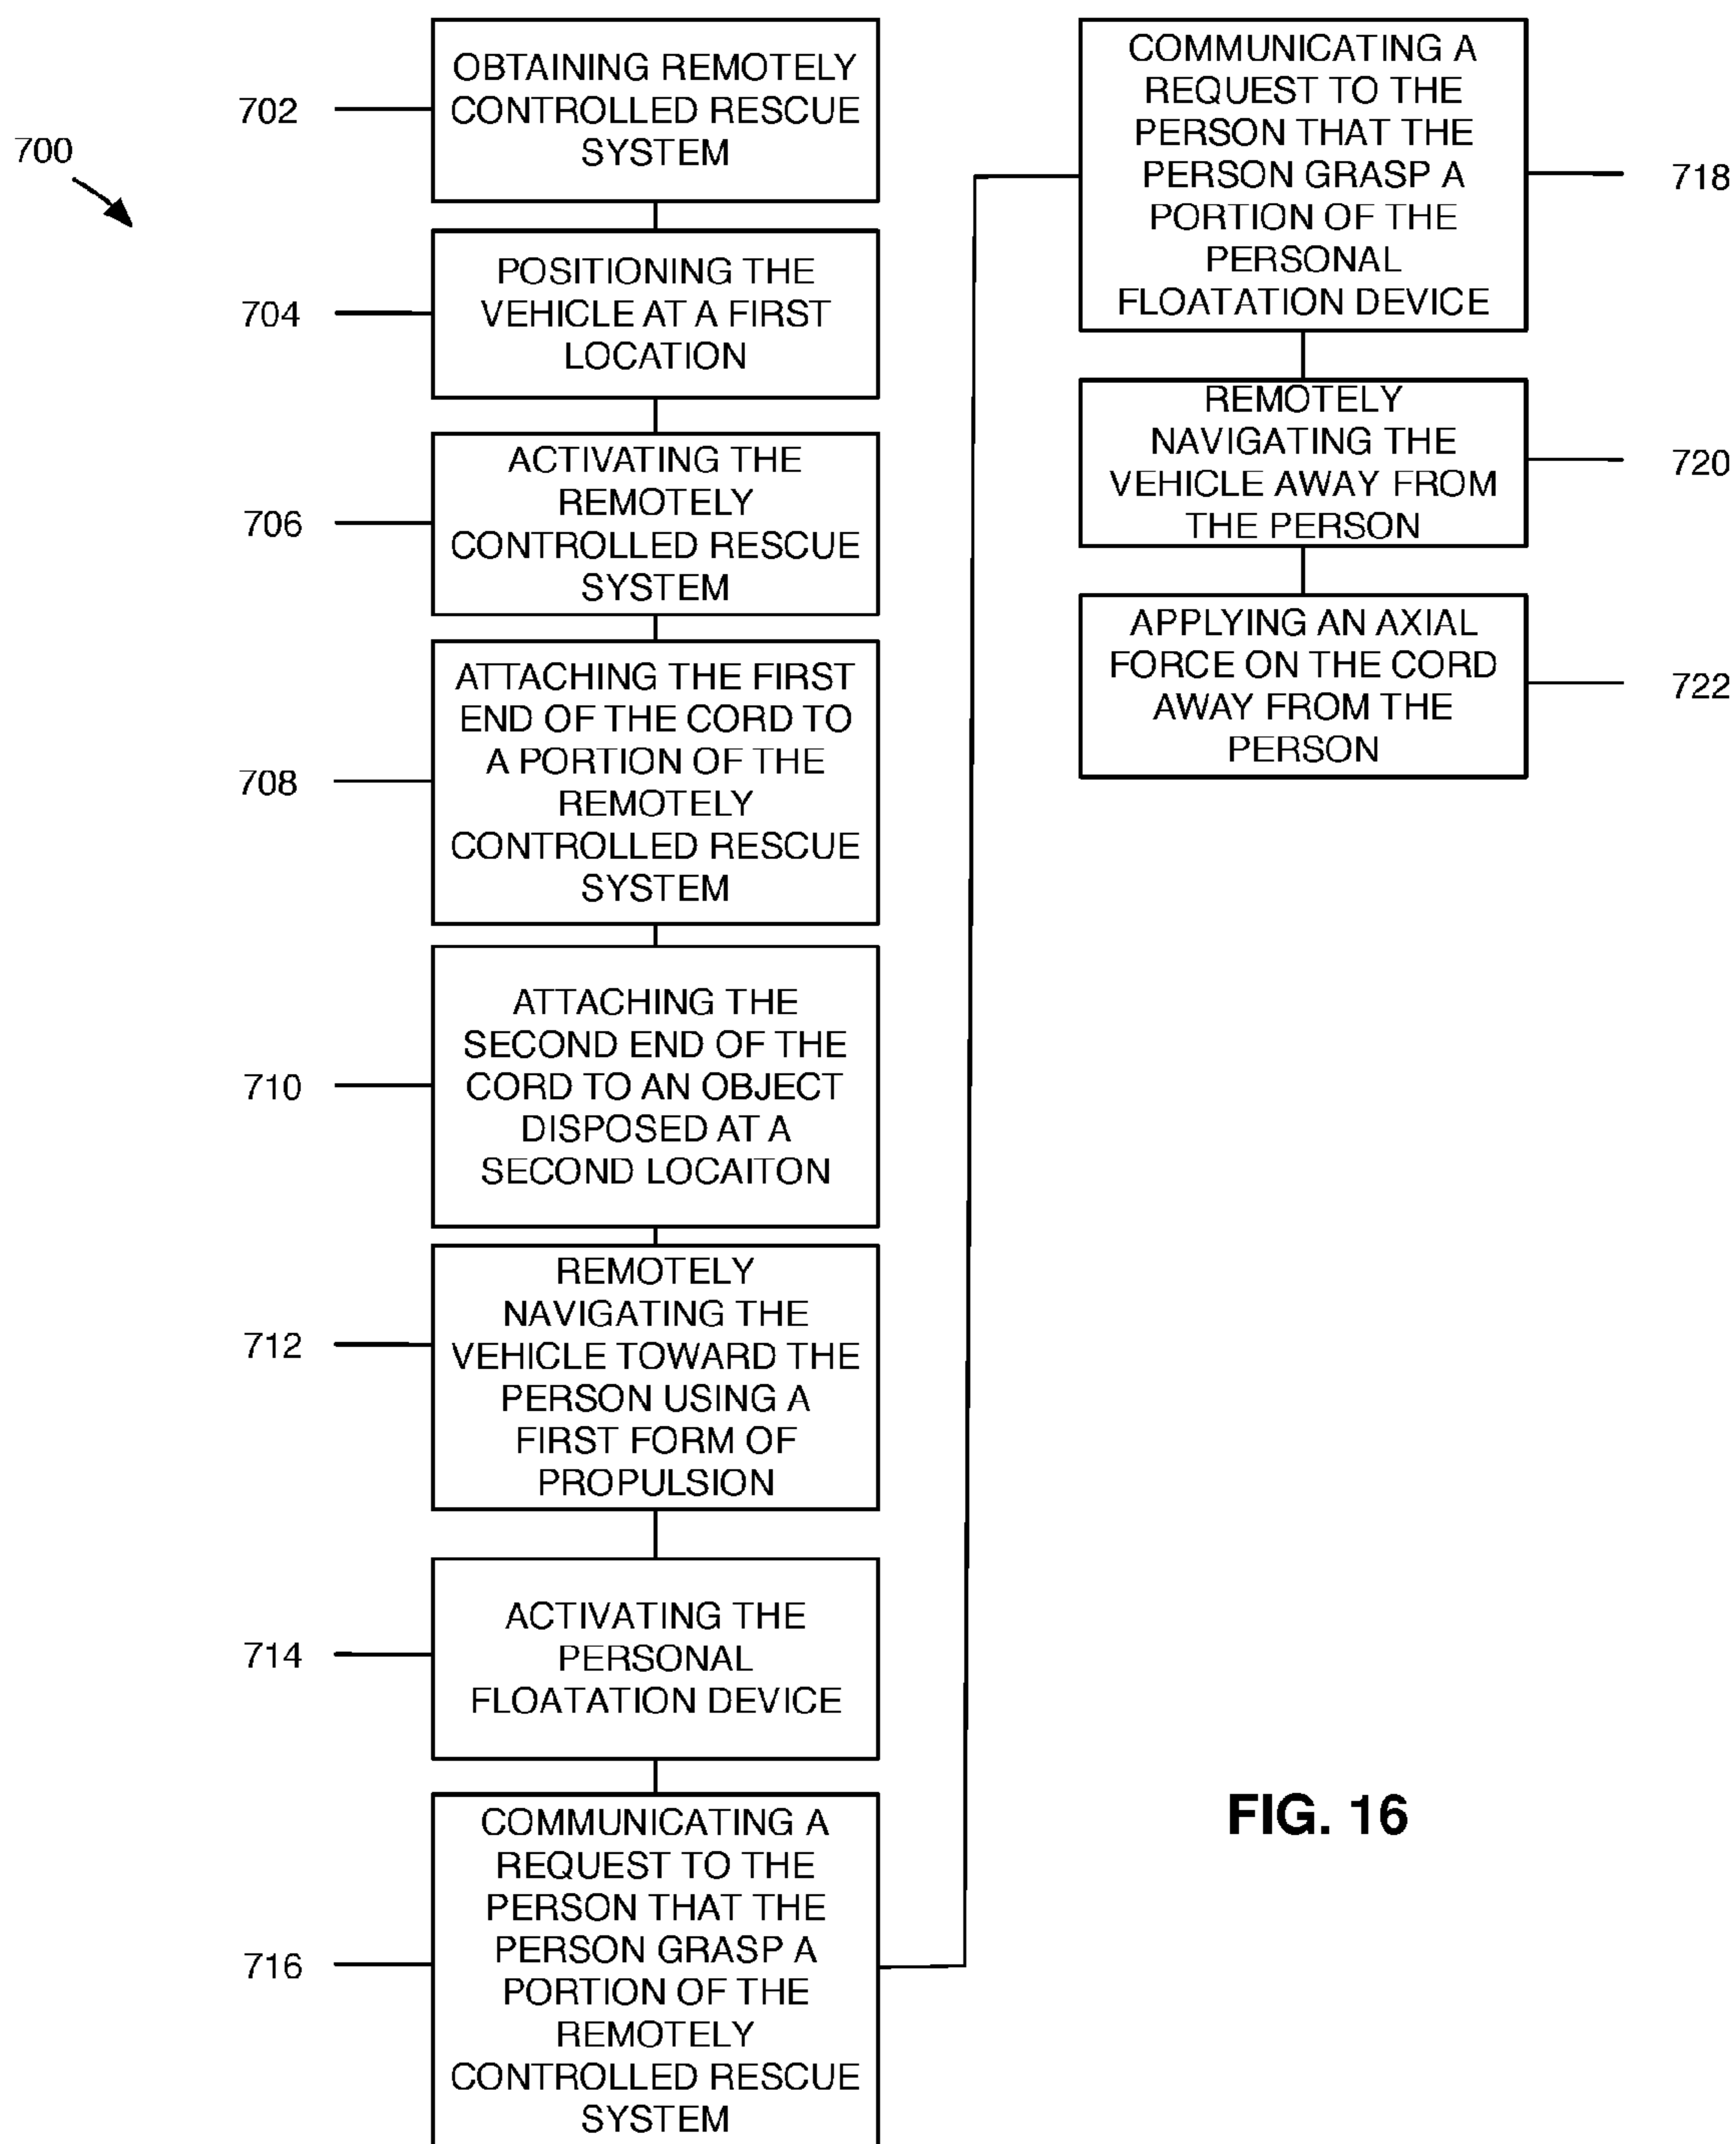 700
702
OBTAINING REMOTELY
CONTROLLED RESCUE
SYSTEM
704
POSITIONING THE
VEHICLE AT A FIRST
LOCATION
706
ACTIVATING THE
REMOTELY
CONTROLLED RESCUE
SYSTEM
708
ATTACHING THE FIRST
END OF THE CORD TO
A PORTION OF THE
REMOTELY
CONTROLLED RESCUE
SYSTEM
710
ATTACHING THE
SECOND END OF THE
CORD TO AN OBJECT
DISPOSED AT A
SECOND LOCAITON
712
REMOTELY
NAVIGATING THE
VEHICLE TOWARD THE
PERSON USING A
FIRST FORM OF
PROPULSION
714
ACTIVATING THE
PERSONAL
FLOATATION DEVICE
716
COMMUNICATING A
REQUEST TO THE
PERSON THAT THE
PERSON GRASP A
PORTION OF THE
REMOTELY
CONTROLLED RESCUE
SYSTEM
COMMUNICATING A
REQUEST TO THE
PERSON THAT THE
PERSON GRASP A
PORTION OF THE
PERSONAL
FLOATATION DEVICE
718
REMOTELY
NAVIGATING THE
VEHICLE AWAY FROM
THE PERSON
720
APPLYING AN AXIAL
FORCE ON THE CORD
AWAY FROM THE
PERSON
722
FIG. 16